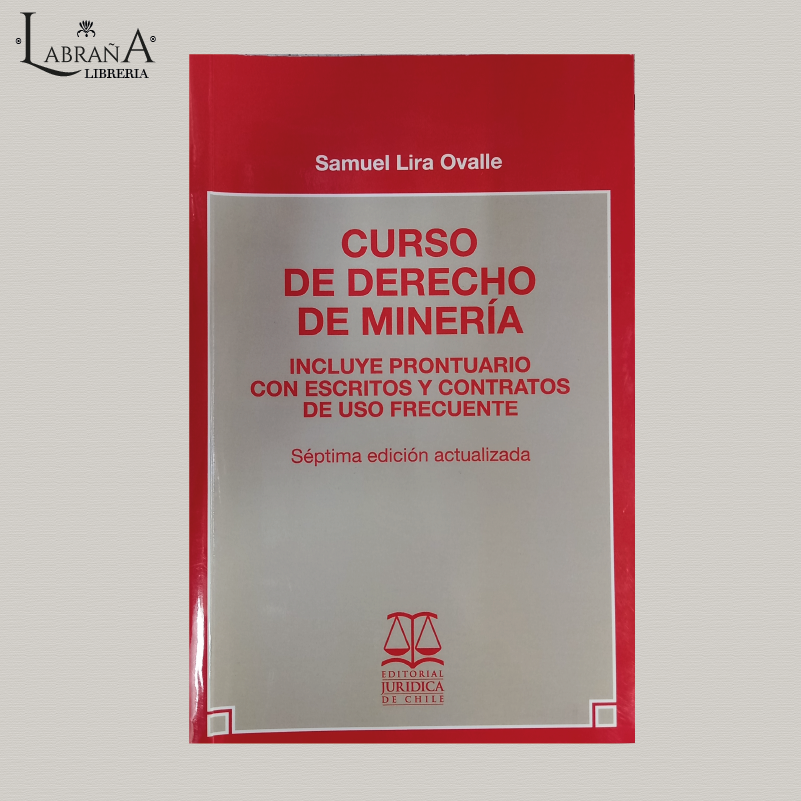 LABRAÑA
LIBRERIA
Samuel Lira Ovalle
CURSO
DE DERECHO
DE MINERÍA
INCLUYE PRONTUARIO
CON ESCRITOS Y CONTRATOS
DE USO FRECUENTE
Séptima edición actualizada
EDITORIAL
JURIDICA
DE CHILE